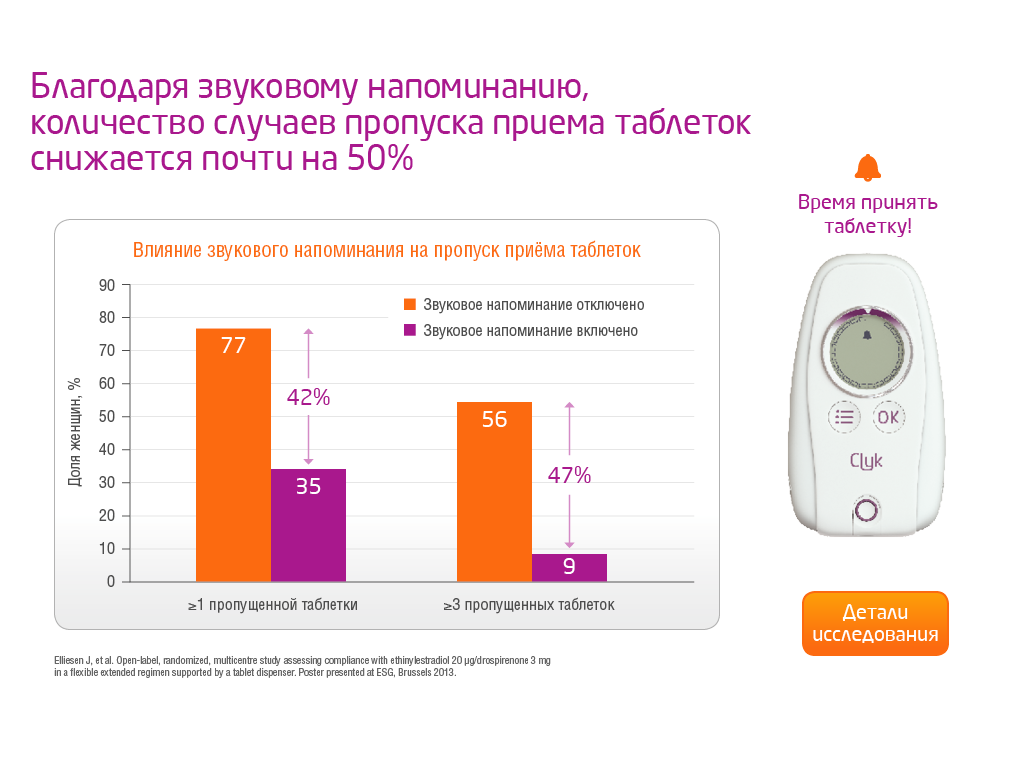 Благодаря звуковому напоминанию,
количество случаев пропуска приема таблеток
снижается почти на 50%
Время принять
таблетку!
Влияние звукового напоминания на пропуск приёма таблеток
Звуковое напоминание отключено
Звуковое напоминание включено
Доля женщин, %
90
80
70
60
50
40
30
20
10
0
77
42%
35
56
47%
9
≥1 пропущенной таблетки
≥3 пропущенных таблеток
OK
Clyk
Детали
исследования
Elliesen J, et al. Open-label, randomized, multicentre study assessing compliance with ethinylestradiol 20 µg/drospirenone 3 mg
in a flexible extended regimen supported by a tablet dispenser. Poster presented at ESG, Brussels 2013.